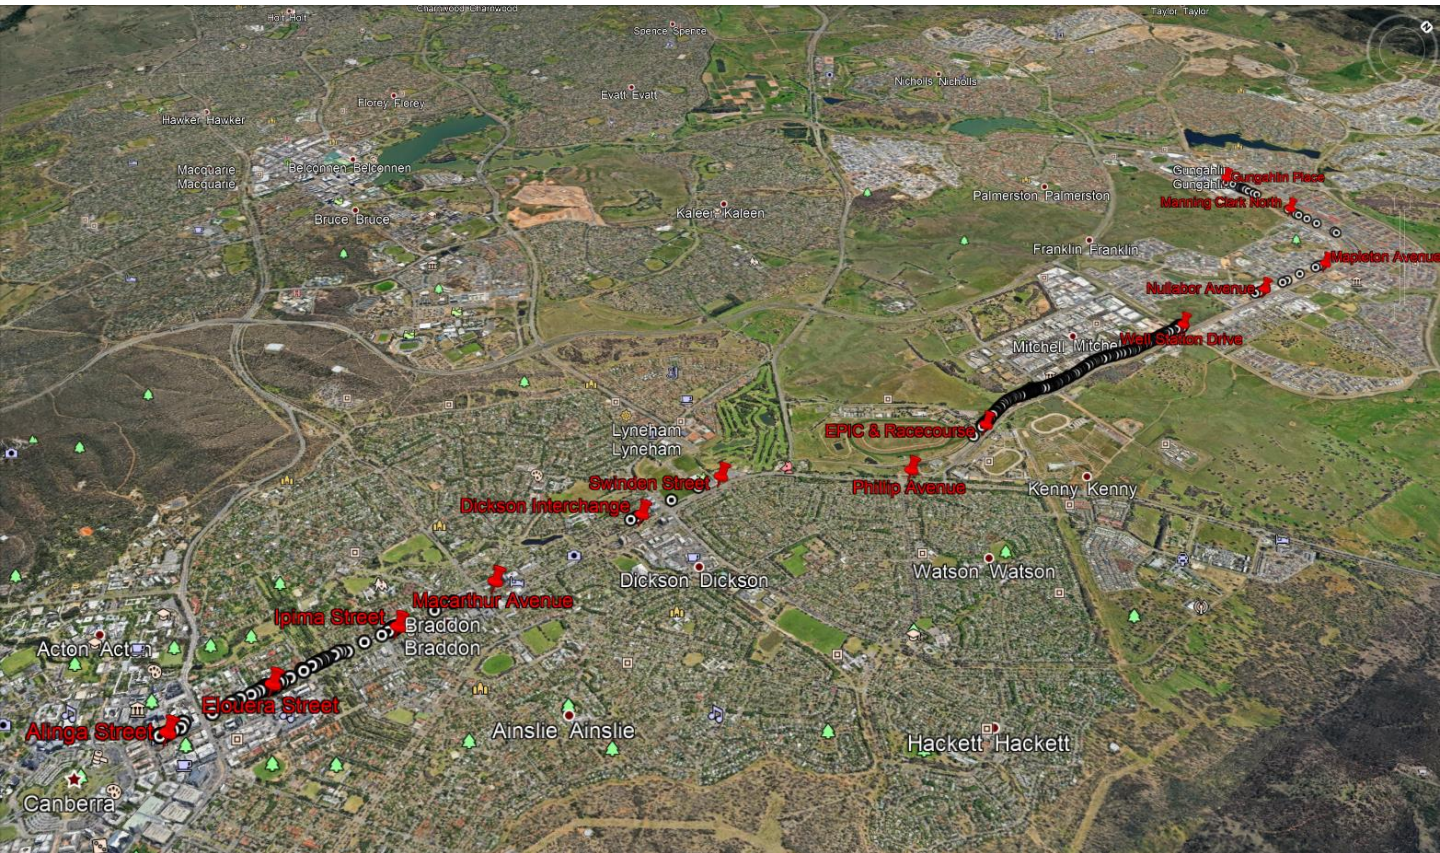 Charnwood Charnwood
Taylor Taylor
Holt Holt
Spence Spence
Nicholls Nicholls
Evatt Evatt
Florey Florey
Hawker Hawker
Belconnen Belconnen
Macquarie
Macquarie
Gungahlin
Gungahlin
Gungahlin Place
Palmerston Palmerston
Manning Clark North
Kaleen Kaleen
Bruce Bruce
Franklin Franklin
Mapleton Avenue
Nullabor Avenue
Well Station Drive
Mitchell Mitchell
EPIC & Racecourse
Lyneham
Lyneham
Swinden Street
Phillip Avenue
Kenny Kenny
Dickson Interchange
Dickson Dickson
Watson Watson
Macarthur Avenue
Ipima Street
Braddon
Braddon
Acton Acton
Elouera Street
Alinga Street
Ainslie Ainslie
Hackett Hackett
Canberra